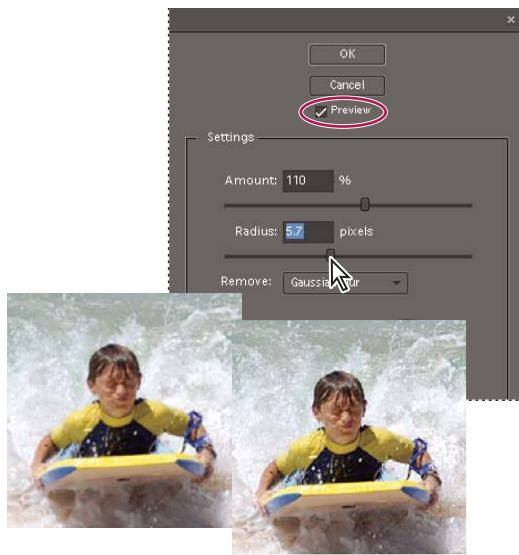 OK
Cancel
Preview
Settings
Amount: 110 %
Radius: 5.7 pixels
Remove: